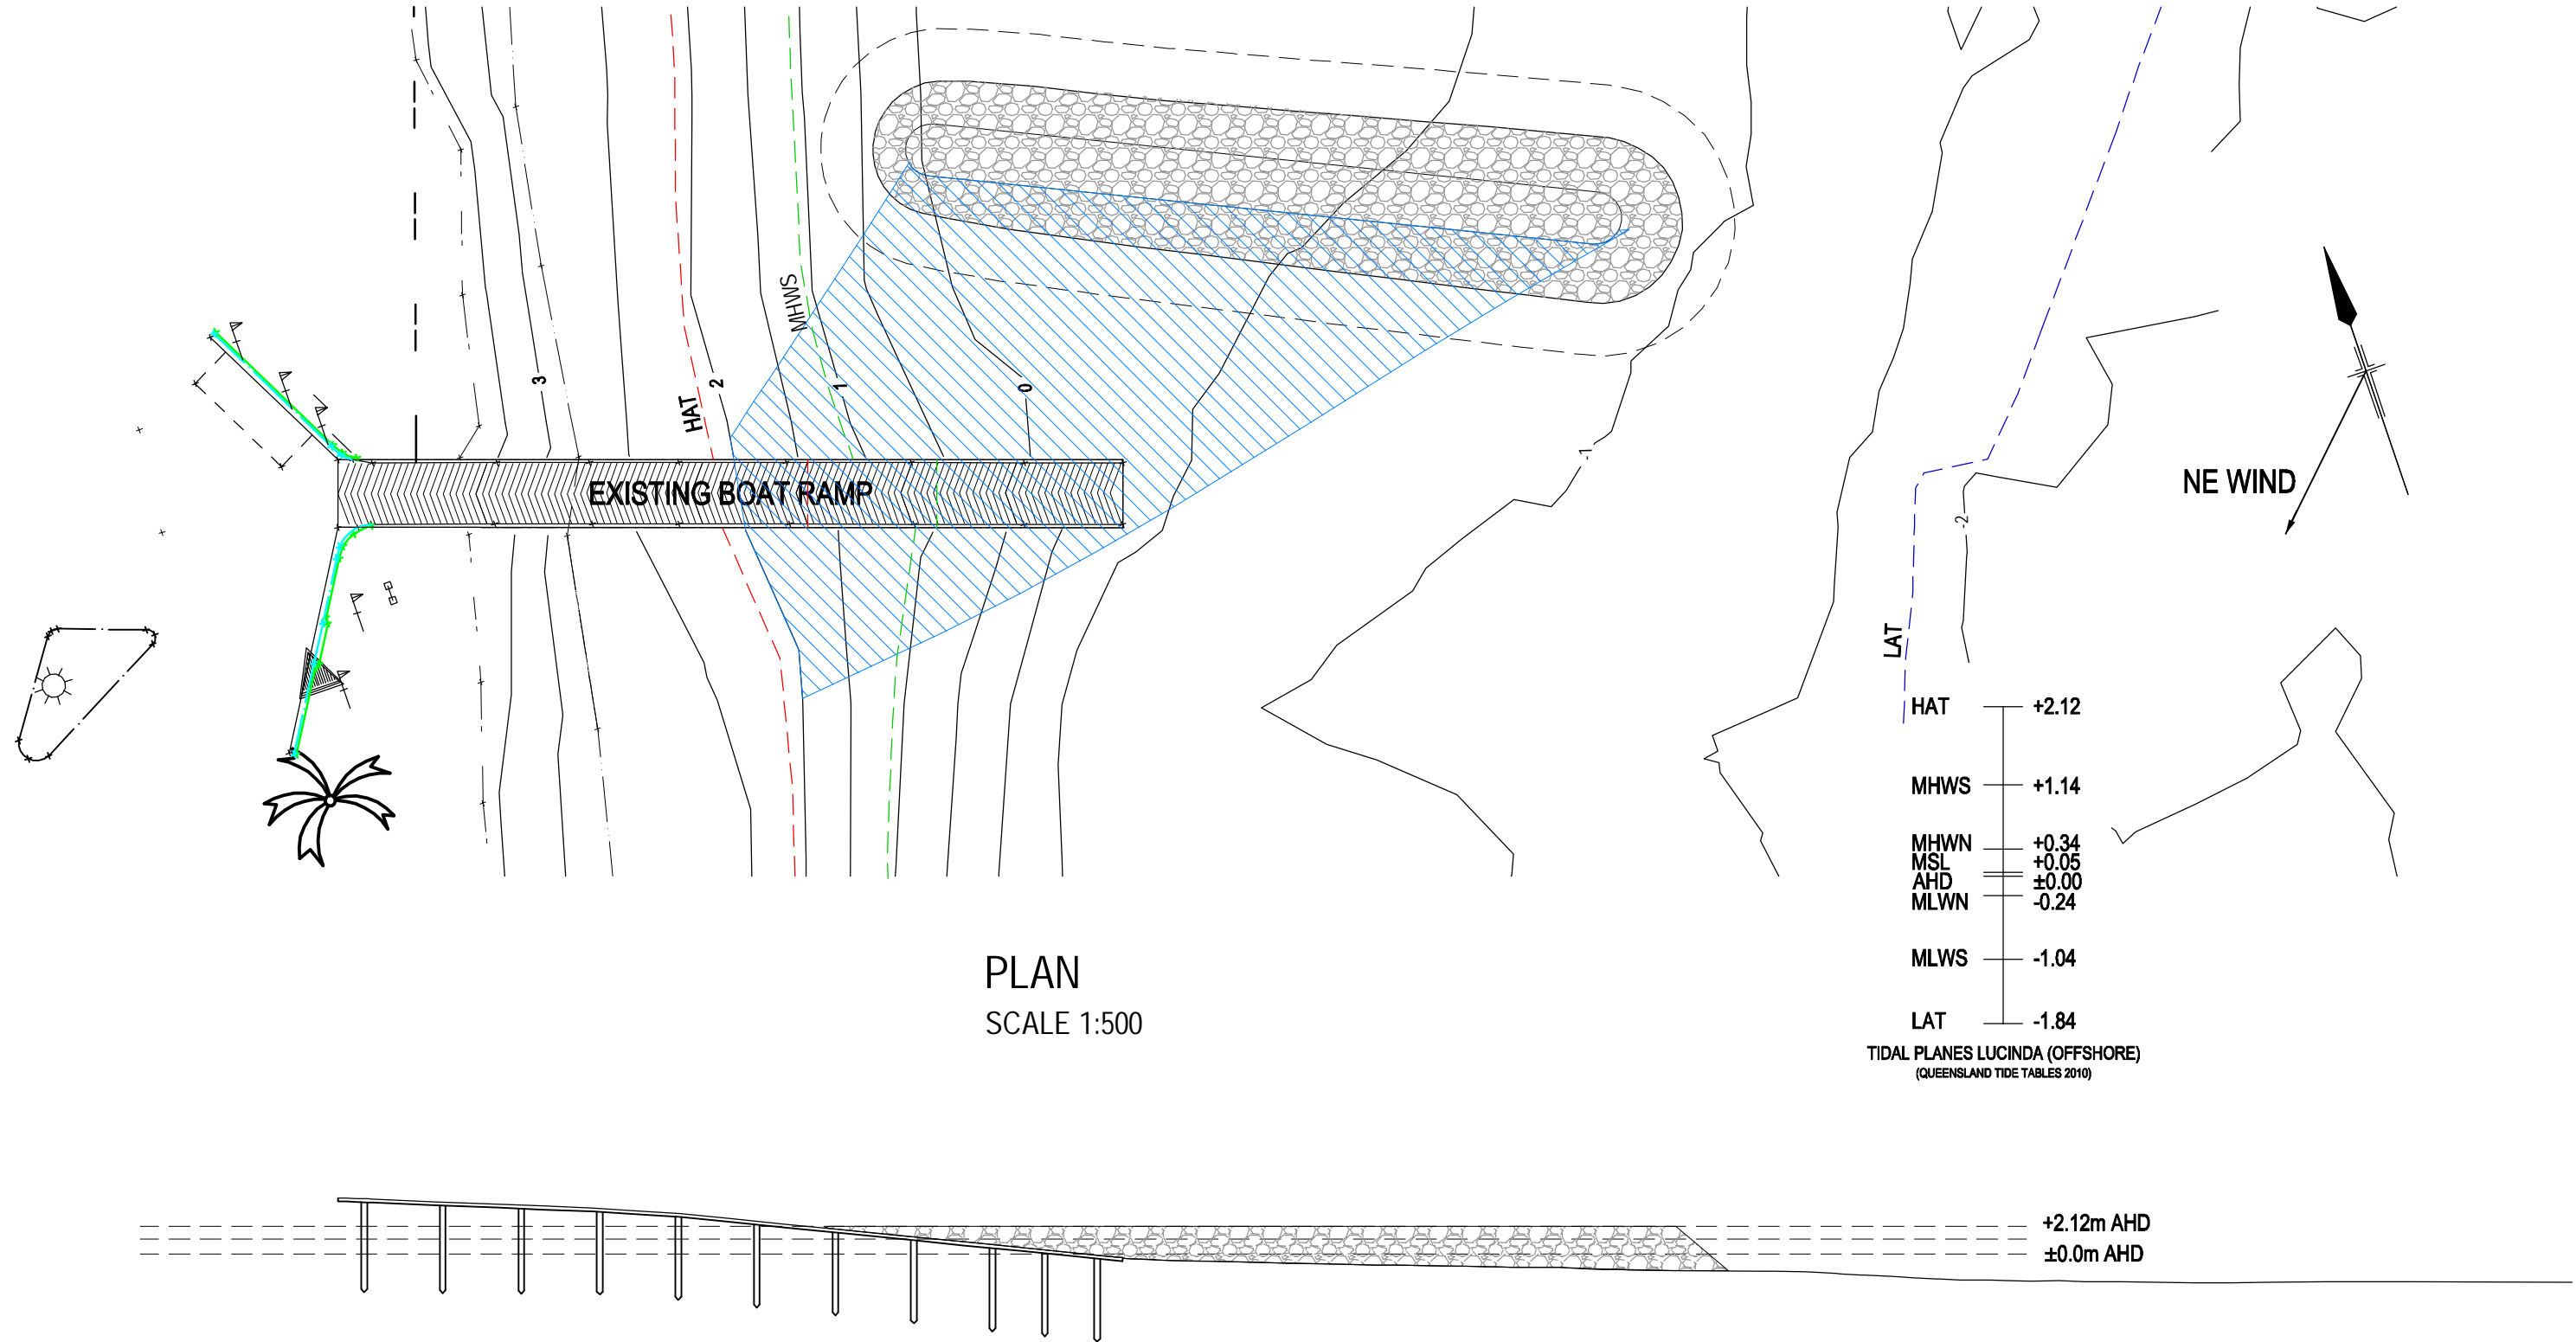 3
HAT
2
MHWS
1
0
-1
EXISTING BOAT RAMP
NE WIND
-2
LAT
HAT +2.12
MHWS +1.14
MHWN +0.34
MSL +0.05
AHD ±0.00
MLWN -0.24
MLWS -1.04
LAT -1.84
TIDAL PLANES LUCINDA (OFFSHORE)
(QUEENSLAND TIDE TABLES 2010)
PLAN
SCALE 1:500
+2.12m AHD
±0.0m AHD